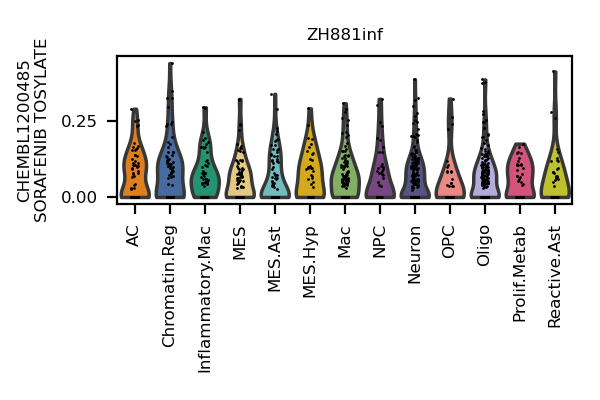 ZH881inf
CHEMBL1200485
SORAFENIB TOSYLATE
0.25
0.00
AC
Chromatin.Reg
Inflammatory.Mac
MES
MES.Ast
MES.Hyp
Mac
NPC
Neuron
OPC
Oligo
Prolif.Metab
Reactive.Ast